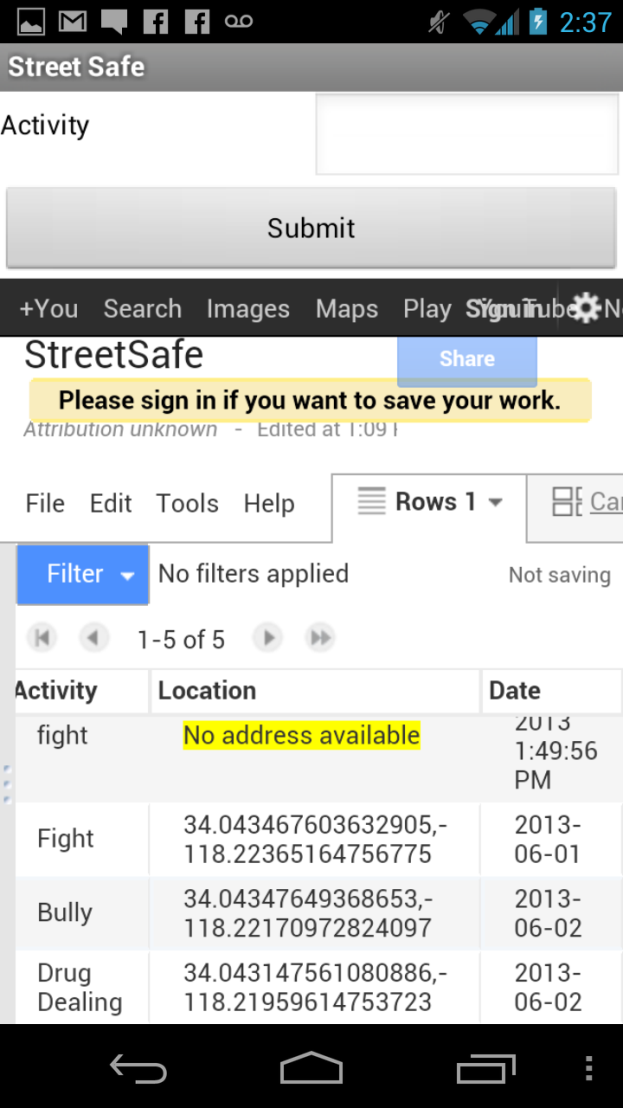 2:37
Street Safe
Activity
Submit
+You Search Images Maps Play Sign in
StreetSafe
Share
Please sign in if you want to save your work.
Attribution unknown - Edited at 1:09
File Edit Tools Help Rows 1
Filter No filters applied Not saving
1-5 of 5
Activity Location Date
fight No address available 2013
1:49:56
PM
Fight 34.043467603632905,- 2013-
118.22365164756775 06-01
Bully 34.04347649368653,- 2013-
118.22170972824097 06-02
Drug 34.043147561080886,- 2013-
Dealing 118.21959614753723 06-02